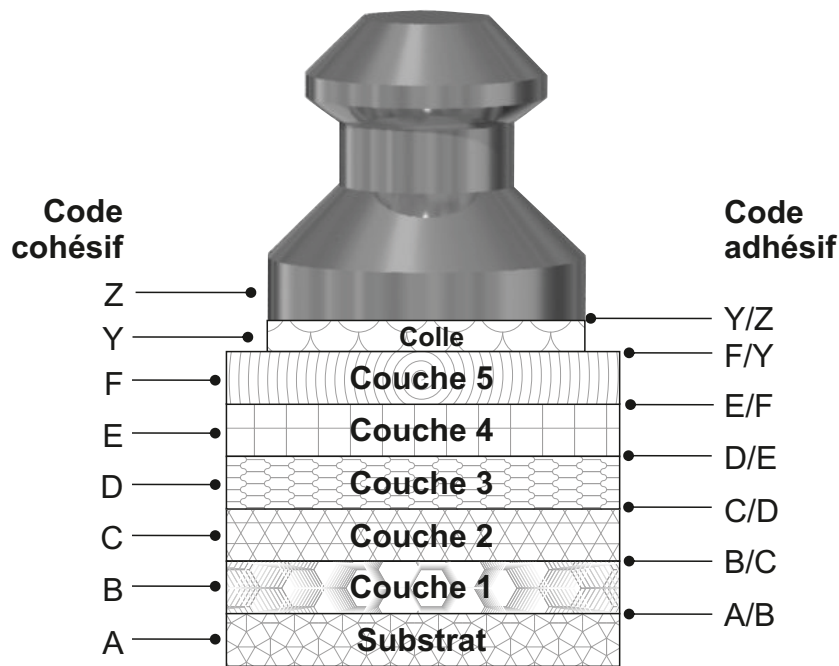 Code
cohésif
Code
adhésif
Z
Y/Z
Y
Colle
F/Y
F
Couche 5
E/F
E
Couche 4
D/E
D
Couche 3
C/D
C
Couche 2
B/C
B
Couche 1
A/B
A
Substrat